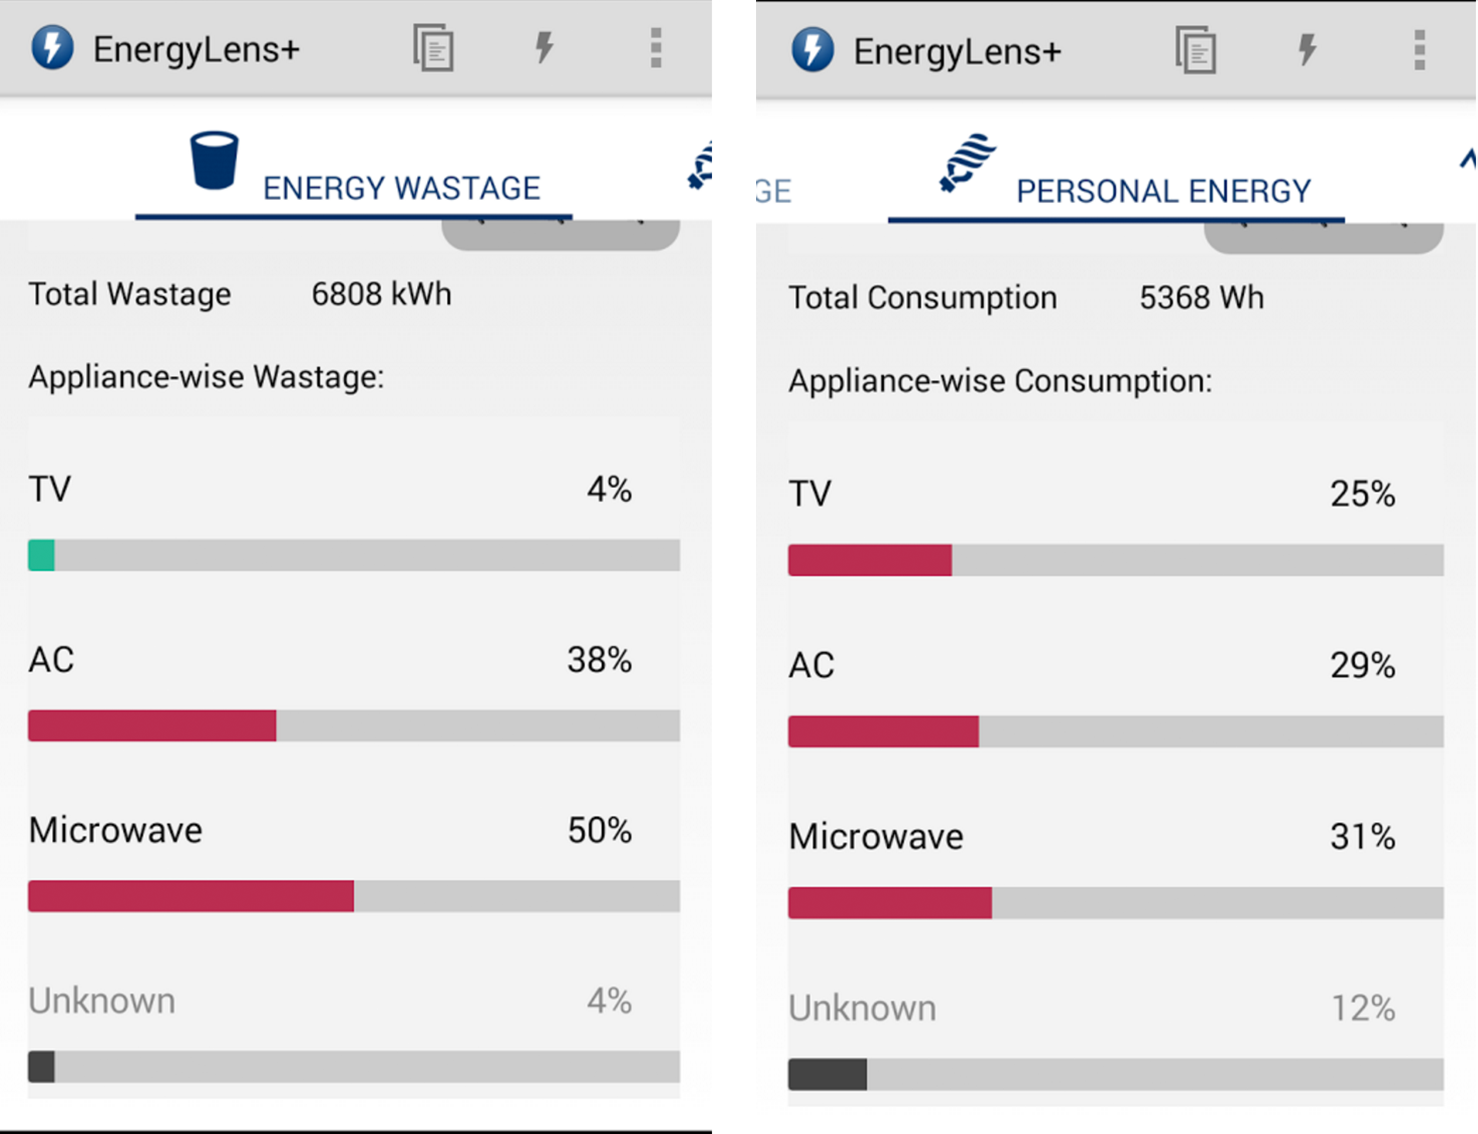 EnergyLens+
ENERGY WASTAGE
Total Wastage 6808 kWh
Appliance-wise Wastage:
TV 4%
AC 38%
Microwave 50%
Unknown 4%
EnergyLens+
GE PERSONAL ENERGY
Total Consumption 5368 Wh
Appliance-wise Consumption:
TV 25%
AC 29%
Microwave 31%
Unknown 12%